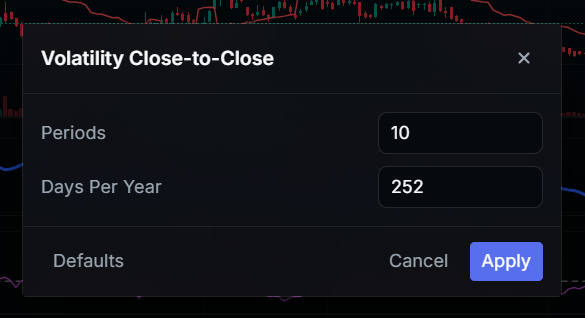 Volatility Close-to-Close
Periods 10
Days Per Year 252
Defaults Cancel Apply